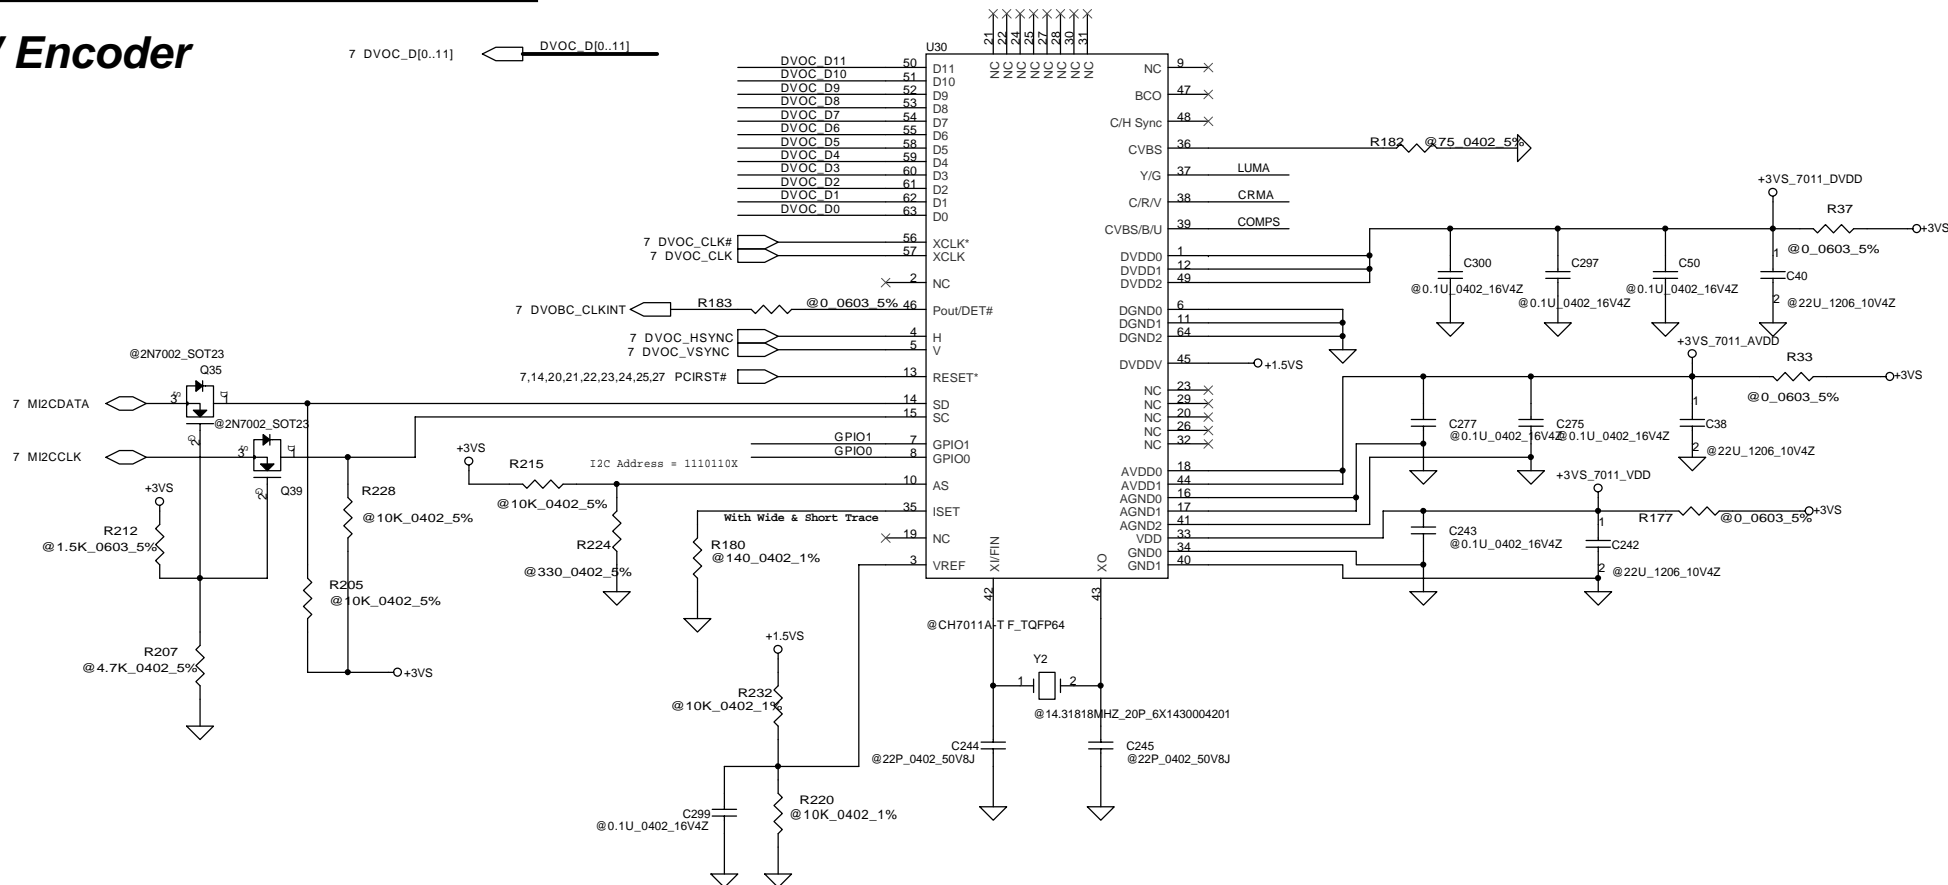 Encoder
7 DVOC_D[0..11]
DVOC_D[0..11]
U30
21
22
24
25
27
28
30
31
NC
NC
NC
NC
NC
NC
NC
NC
DVOC_D11 50 D11
DVOC_D10 51 D10
DVOC_D9 52 D9
DVOC_D8 53 D8
DVOC_D7 54 D7
DVOC_D6 55 D6
DVOC_D5 58 D5
DVOC_D4 59 D4
DVOC_D3 60 D3
DVOC_D2 61 D2
DVOC_D1 62 D1
DVOC_D0 63 D0
7 DVOC_CLK# 56 XCLK*
7 DVOC_CLK 57 XCLK
2 NC
7 DVOBC_CLKINT R183 @0_0603_5% 46 Pout/DET#
7 DVOC_HSYNC 4 H
7 DVOC_VSYNC 5 V
7,14,20,21,22,23,24,25,27 PCIRST# 13 RESET*
14 SD
15 SC
GPIO1 7 GPIO1
GPIO0 8 GPIO0
I2C Address = 1110110X
10 AS
35 ISET
With Wide & Short Trace
19 NC
3 VREF
@2N7002_SOT23
Q35
S
3
D
1
G
2
7 MI2CDATA
@2N7002_SOT23
S
3
D
1
G
2
Q39
7 MI2CCLK
+3VS
R212
@1.5K_0603_5%
R228
@10K_0402_5%
R205
@10K_0402_5%
R207
@4.7K_0402_5%
+3VS
+3VS
R215
@10K_0402_5%
R224
@330_0402_5%
R180
@140_0402_1%
+1.5VS
R232
@10K_0402_1%
C299
@0.1U_0402_16V4Z
R220
@10K_0402_1%
XI/FIN
42
XO
43
@CH7011A-T F_TQFP64
Y2
1
2
@14.31818MHZ_20P_6X1430004201
C244
@22P_0402_50V8J
C245
@22P_0402_50V8J
NC 9
BCO 47
C/H Sync 48
CVBS 36
R182 @75_0402_5%
Y/G 37 LUMA
C/R/V 38 CRMA
CVBS/B/U 39 COMPS
DVDD0 1
DVDD1 12
DVDD2 49
DGND0 6
DGND1 11
DGND2 64
DVDDV 45 +1.5VS
NC 23
NC 29
NC 20
NC 26
NC 32
AVDD0 18
AVDD1 44
AGND0 16
AGND1 17
AGND2 41
VDD 33
GND0 34
GND1 40
+3VS_7011_DVDD
R37
@0_0603_5%
+3VS
C300
@0.1U_0402_16V4Z
C297
@0.1U_0402_16V4Z
C50
@0.1U_0402_16V4Z
1
C40
2
@22U_1206_10V4Z
+3VS_7011_AVDD
R33
@0_0603_5%
+3VS
C277
@0.1U_0402_16V4Z
C275
@0.1U_0402_16V4Z
1
C38
2
@22U_1206_10V4Z
+3VS_7011_VDD
R177
@0_0603_5%
+3VS
C243
@0.1U_0402_16V4Z
1
C242
2
@22U_1206_10V4Z